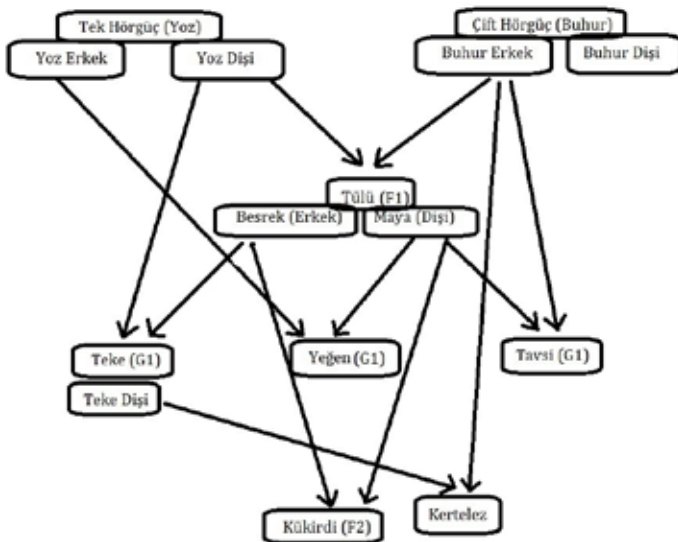 Tek Hörgüç (Yoz)
Çift Hörgüç (Buhur)
Yoz Erkek
Yoz Dişi
Buhur Erkek
Buhur Dişi
Tülü (F1)
Besrek (Erkek)
Maya (Dişi)
Teke (G1)
Yeğen (G1)
Tavsi (G1)
Teke Dişi
Kükirdi (F2)
Kertelez